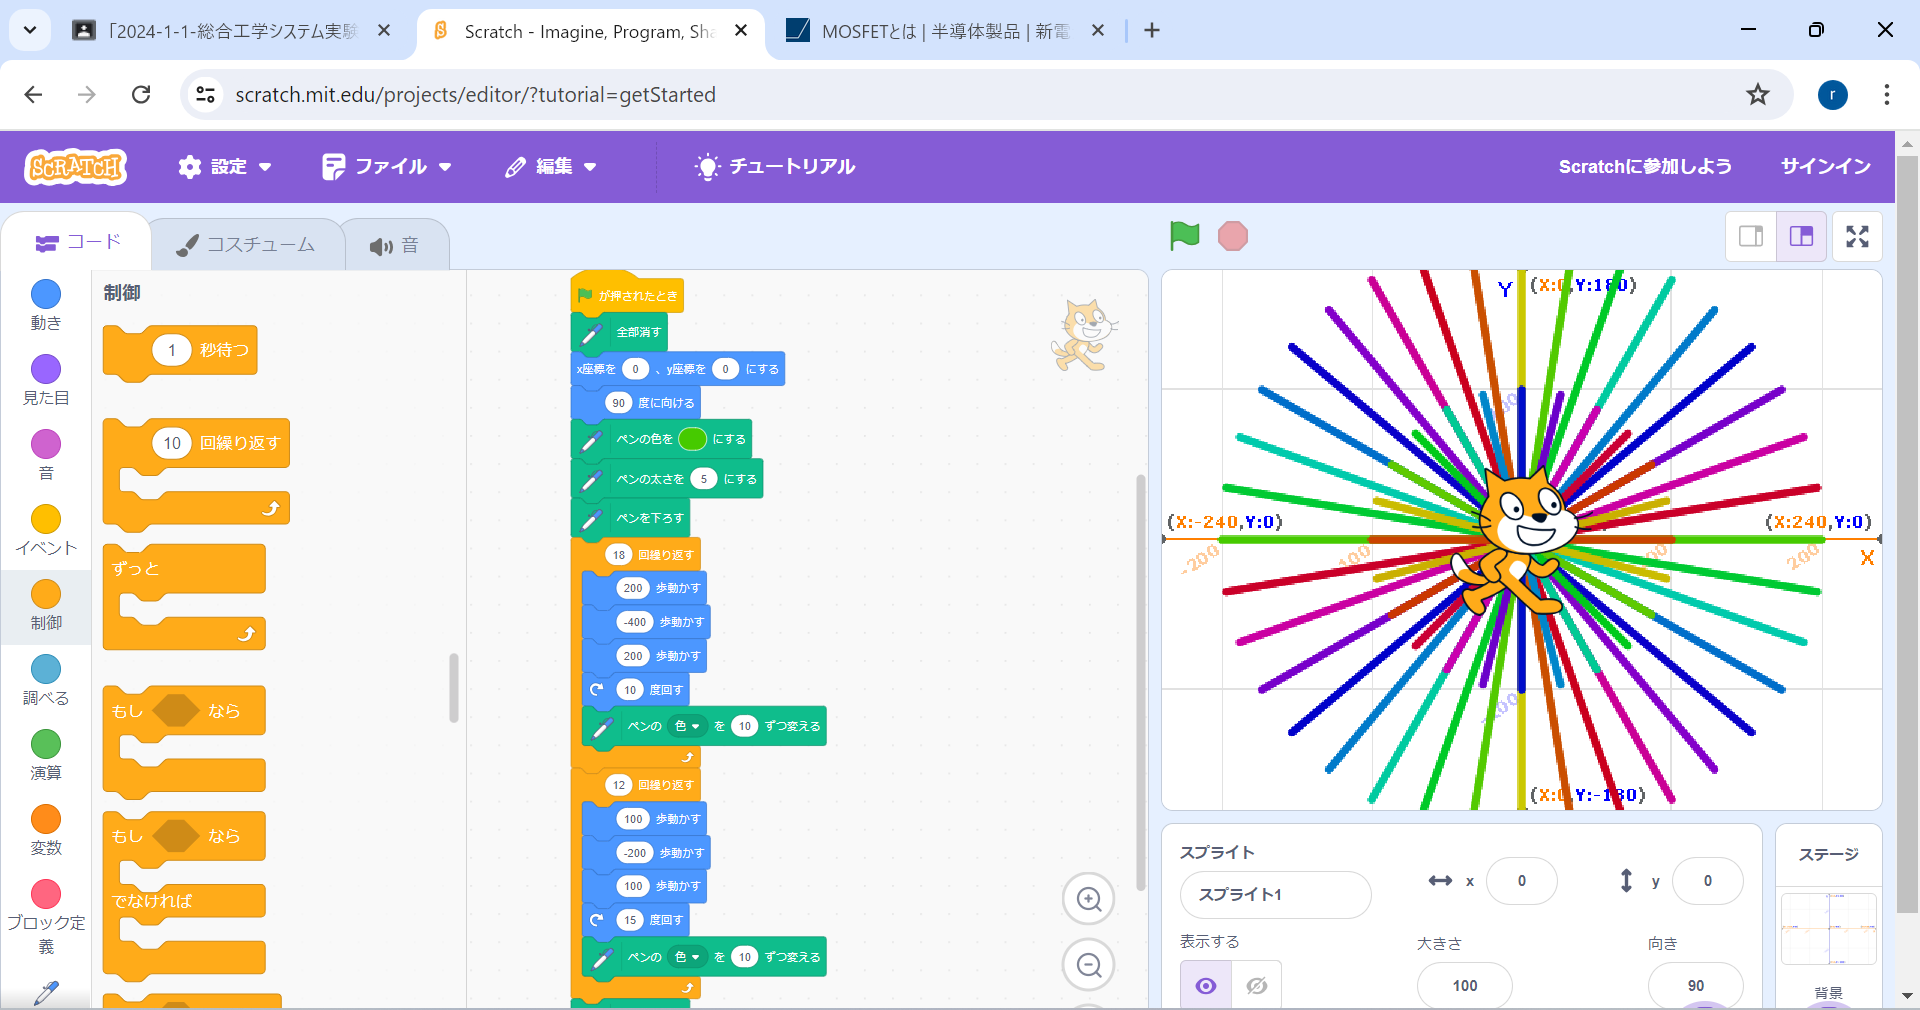 「2024-1-1-総合工学システム実験
Scratch - Imagine, Program, Sha
MOSFETとは | 半導体製品 | 新電
scratch.mit.edu/projects/editor/?tutorial=getStarted
r
SCRATCH
設定
ファイル
編集
チュートリアル
Scratchに参加しよう
サインイン
コード
コスチューム
音
動き
見た目
音
イベント
制御
調べる
演算
変数
ブロック定
義
制御
1 秒待つ
10 回繰り返す
ずっと
もし なら
もし なら
でなければ
が押されたとき
全部消す
x座標を 0 、y座標を 0 にする
90 度に向ける
ペンの色を にする
ペンの太さを 5 にする
ペンを下ろす
18 回繰り返す
200 歩動かす
-400 歩動かす
200 歩動かす
10 度回す
ペンの 色 を 10 ずつ変える
12 回繰り返す
100 歩動かす
-200 歩動かす
100 歩動かす
15 度回す
ペンの 色 を 10 ずつ変える
Y
(X:0,Y:180)
(X:-240,Y:0)
(X:240,Y:0)
-200
200
X
(X:0,Y:-180)
スプライト
スプライト1
x 0
y 0
表示する
大きさ
100
向き
90
ステージ
背景